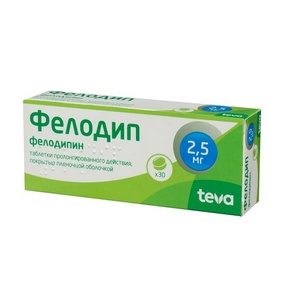 Фелодип
фелодипин
таблетки пролонгированного действия,
покрытые пленочной оболочкой
x30
2,5
мг
teva